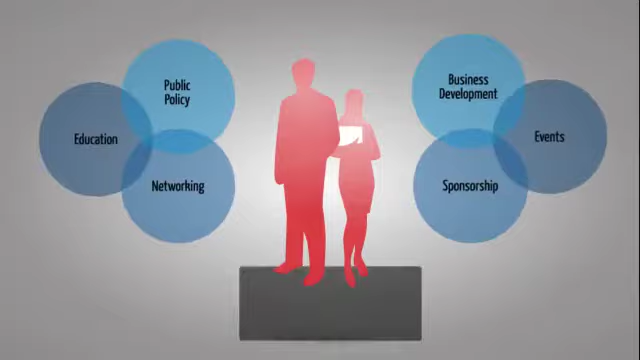 Public
Policy
Education
Networking
Business
Development
Events
Sponsorship